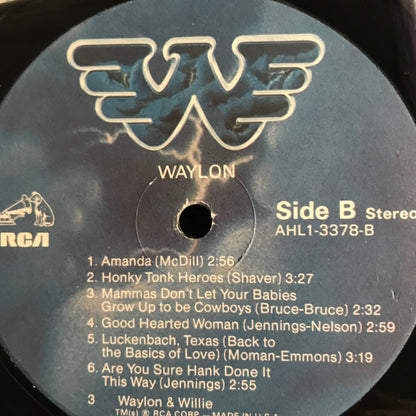 WAYLON
Side B Stereo
AHL1-3378-B
RCA
1. Amanda (McDill) 2:56
2. Honky Tonk Heroes (Shaver) 3:27
3. Mammas Don't Let Your Babies
Grow Up to be Cowboys (Bruce-Bruce) 2:32
4. Good Hearted Woman (Jennings-Nelson) 2:59
5. Luckenbach, Texas (Back to
the Basics of Love) (Moman-Emmons) 3:19
6. Are You Sure Hank Done It
This Way (Jennings) 2:55
3 Waylon & Willie
TM(s) ® RCA CORP. — MADE IN U.S.A.